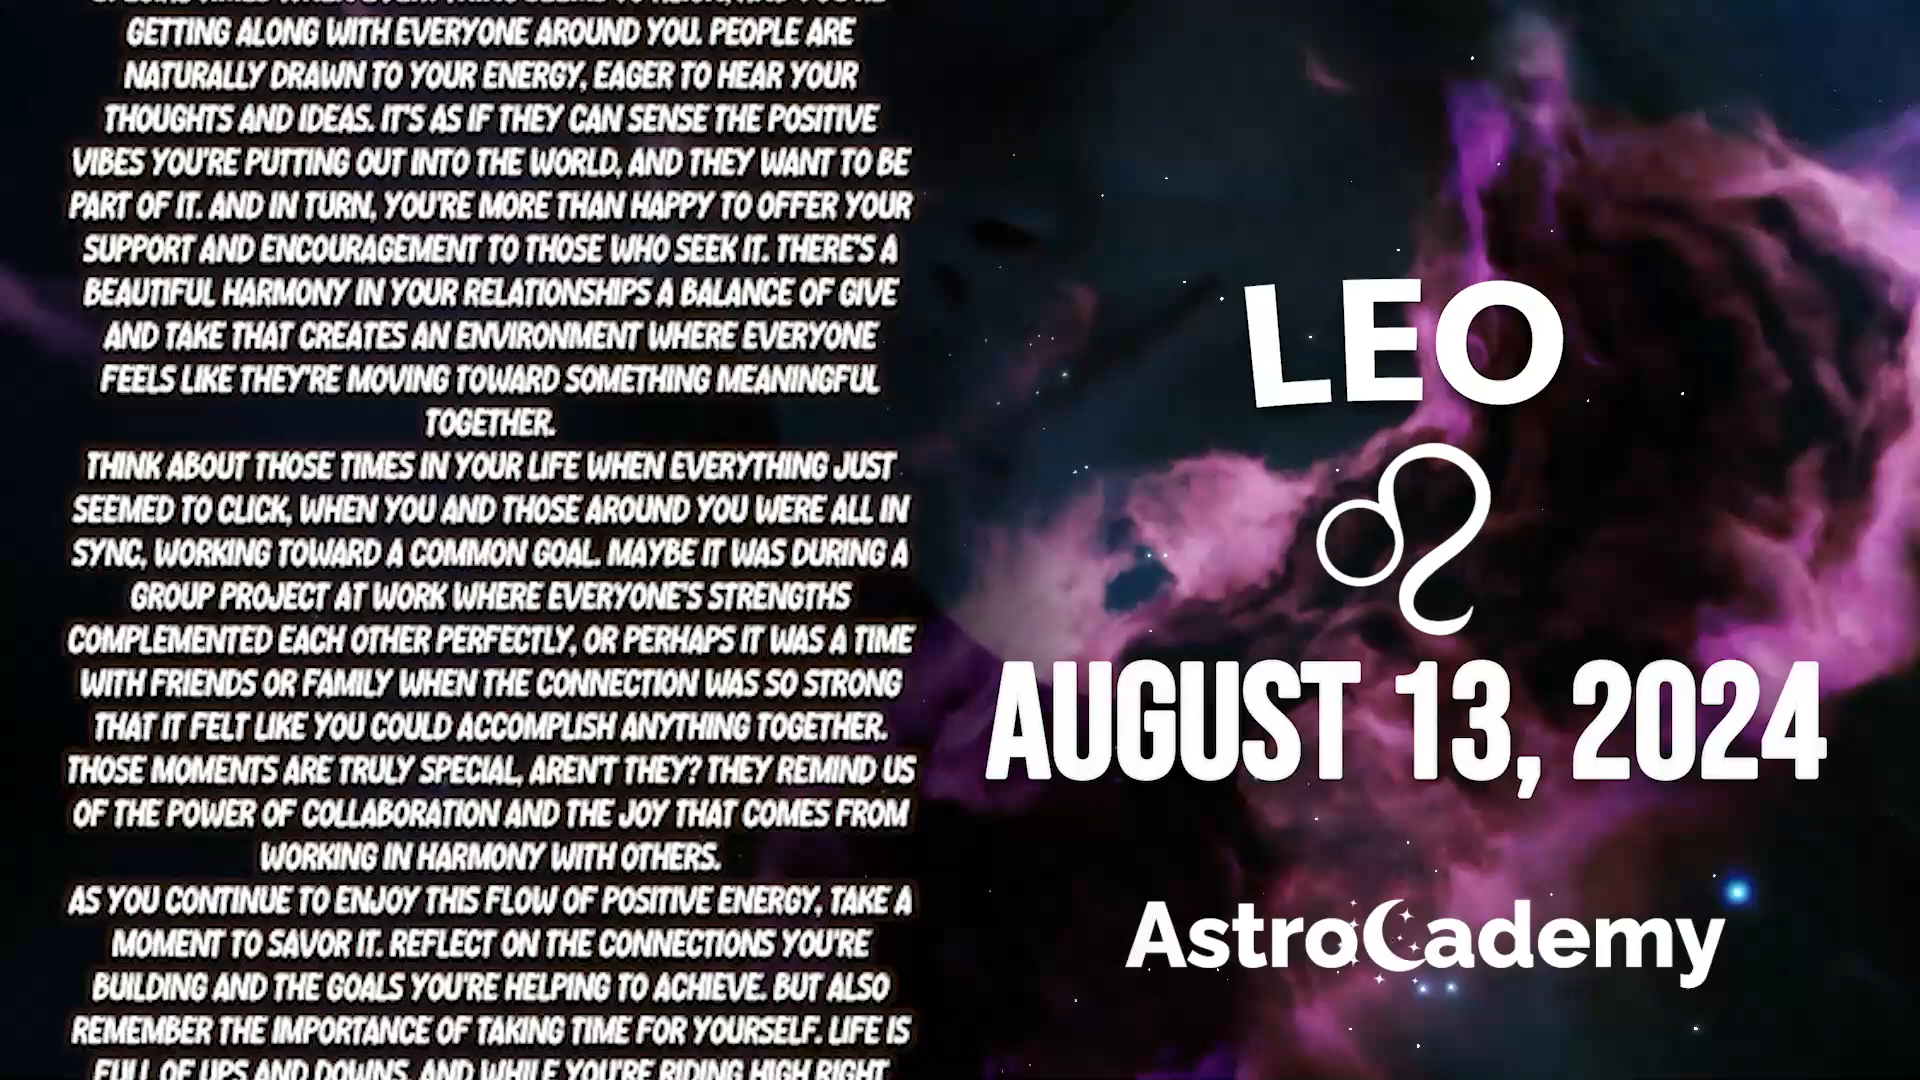 GETTING ALONG WITH EVERYONE AROUND YOU. PEOPLE ARE
NATURALLY DRAWN TO YOUR ENERGY, EAGER TO HEAR YOUR
THOUGHTS AND IDEAS. IT'S AS IF THEY CAN SENSE THE POSITIVE
VIBES YOU'RE PUTTING OUT INTO THE WORLD, AND THEY WANT TO BE
PART OF IT. AND IN TURN, YOU'RE MORE THAN HAPPY TO OFFER YOUR
SUPPORT AND ENCOURAGEMENT TO THOSE WHO SEEK IT. THERE'S A
BEAUTIFUL HARMONY IN YOUR RELATIONSHIPS A BALANCE OF GIVE
AND TAKE THAT CREATES AN ENVIRONMENT WHERE EVERYONE
FEELS LIKE THEY'RE MOVING TOWARD SOMETHING MEANINGFUL
TOGETHER.
THINK ABOUT THOSE TIMES IN YOUR LIFE WHEN EVERYTHING JUST
SEEMED TO CLICK, WHEN YOU AND THOSE AROUND YOU WERE ALL IN
SYNC, WORKING TOWARD A COMMON GOAL. MAYBE IT WAS DURING A
GROUP PROJECT AT WORK WHERE EVERYONE'S STRENGTHS
COMPLEMENTED EACH OTHER PERFECTLY, OR PERHAPS IT WAS A TIME
WITH FRIENDS OR FAMILY WHEN THE CONNECTION WAS SO STRONG
THAT IT FELT LIKE YOU COULD ACCOMPLISH ANYTHING TOGETHER.
THOSE MOMENTS ARE TRULY SPECIAL, AREN'T THEY? THEY REMIND US
OF THE POWER OF COLLABORATION AND THE JOY THAT COMES FROM
WORKING IN HARMONY WITH OTHERS.
AS YOU CONTINUE TO ENJOY THIS FLOW OF POSITIVE ENERGY, TAKE A
MOMENT TO SAVOR IT. REFLECT ON THE CONNECTIONS YOU'RE
BUILDING AND THE GOALS YOU'RE HELPING TO ACHIEVE. BUT ALSO
REMEMBER THE IMPORTANCE OF TAKING TIME FOR YOURSELF. LIFE IS
FULL OF UPS AND DOWNS, AND WHILE YOU'RE RIDING HIGH RIGHT
LEO
♌
AUGUST 13, 2024
AstroCademy